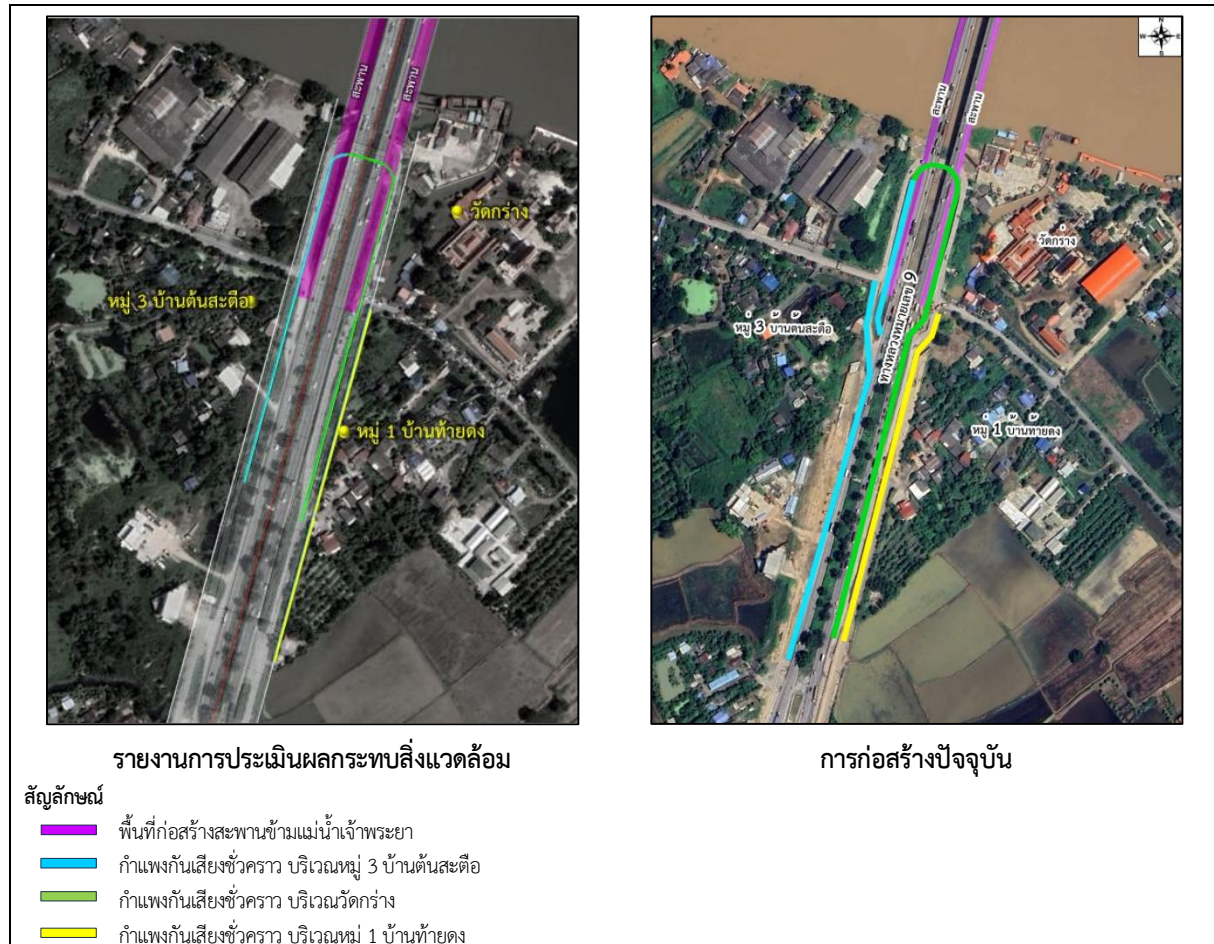 สะพาน
สะพาน
วัดกร่าง
หมู่ 3 บ้านต้นสะตือ
หมู่ 1 บ้านท้ายดง
N
W E
S
สะพาน
สะพาน
วัดกร่าง
ทางหลวงหมายเลข 9
หมู่ 3 บ้านต้นสะตือ
หมู่ 1 บ้านท้ายดง
รายงานการประเมินผลกระทบสิ่งแวดล้อม
การก่อสร้างปัจจุบัน
สัญลักษณ์
พื้นที่ก่อสร้างสะพานข้ามแม่น้ำเจ้าพระยา
กำแพงกันเสียงชั่วคราว บริเวณหมู่ 3 บ้านต้นสะตือ
กำแพงกันเสียงชั่วคราว บริเวณวัดกร่าง
กำแพงกันเสียงชั่วคราว บริเวณหมู่ 1 บ้านท้ายดง